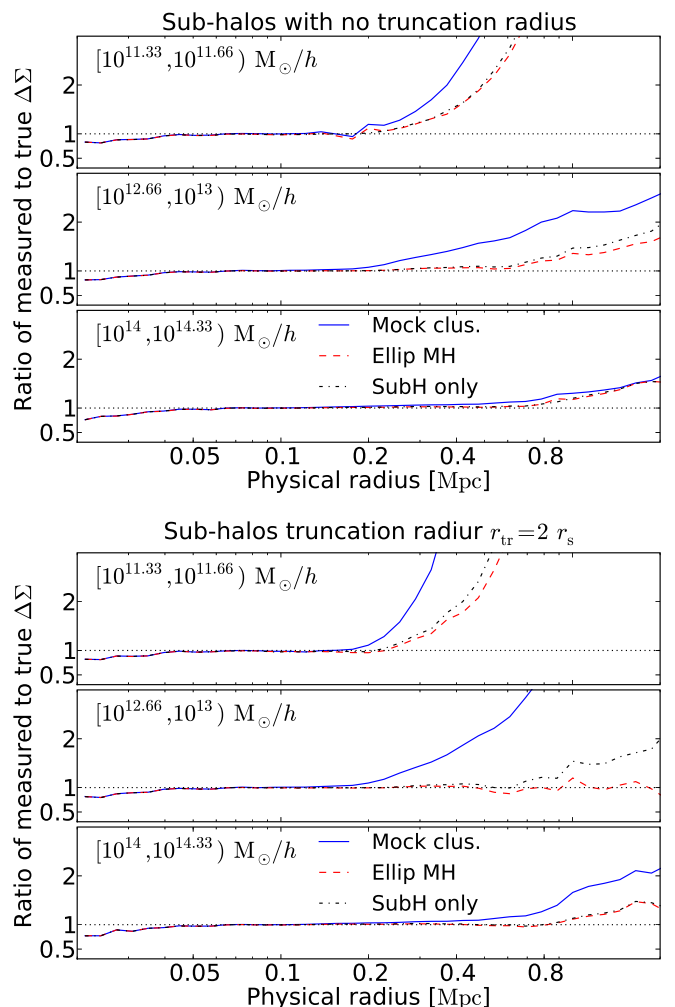 Sub-halos with no truncation radius
[10^11.33, 10^11.66) M⊙/h
2
1
0.5
[10^12.66, 10^13) M⊙/h
2
1
0.5
[10^14, 10^14.33) M⊙/h
Mock clus.
Ellip MH
SubH only
2
1
0.5
Ratio of measured to true ΔΣ
0.05 0.1 0.2 0.4 0.8
Physical radius [Mpc]
Sub-halos truncation radiur r_tr=2 r_s
[10^11.33, 10^11.66) M⊙/h
2
1
0.5
[10^12.66, 10^13) M⊙/h
2
1
0.5
[10^14, 10^14.33) M⊙/h
Mock clus.
Ellip MH
SubH only
2
1
0.5
Ratio of measured to true ΔΣ
0.05 0.1 0.2 0.4 0.8
Physical radius [Mpc]